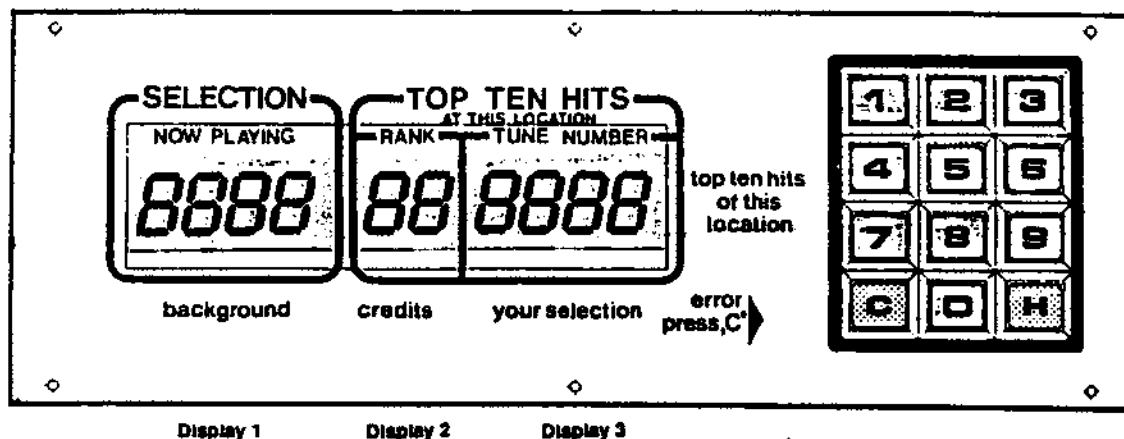 SELECTION
TOP TEN HITS
AT THIS LOCATION
NOW PLAYING
RANK
TUNE NUMBER
8888
88
8888
top ten hits
of this
location
background
credits
your selection
error
press,C"
1 2 3
4 5 6
7 8 9
C 0 H
Display 1
Display 2
Display 3